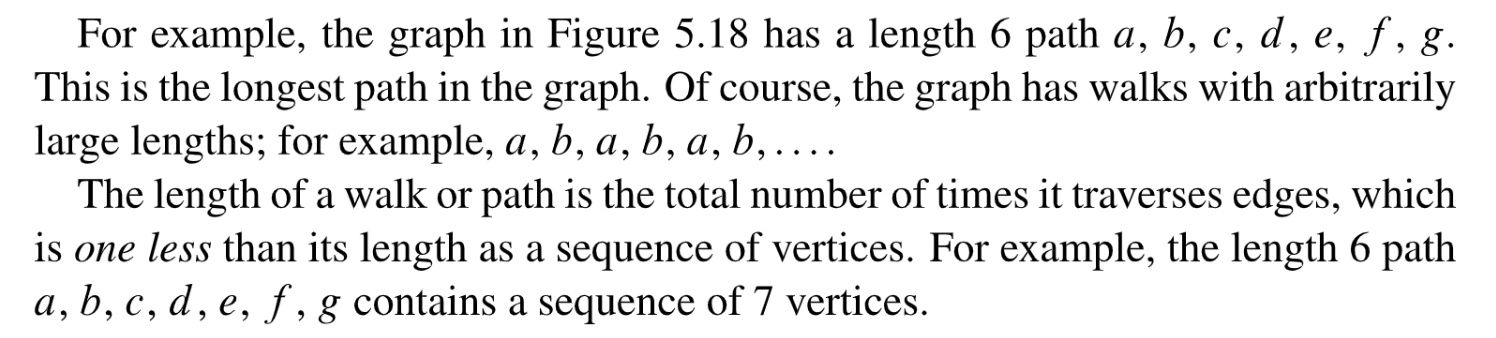 For example, the graph in Figure 5.18 has a length 6 path a, b, c, d, e, f, g.
This is the longest path in the graph. Of course, the graph has walks with arbitrarily
large lengths; for example, a, b, a, b, a, b, . . . .
The length of a walk or path is the total number of times it traverses edges, which
is one less than its length as a sequence of vertices. For example, the length 6 path
a, b, c, d, e, f, g contains a sequence of 7 vertices.